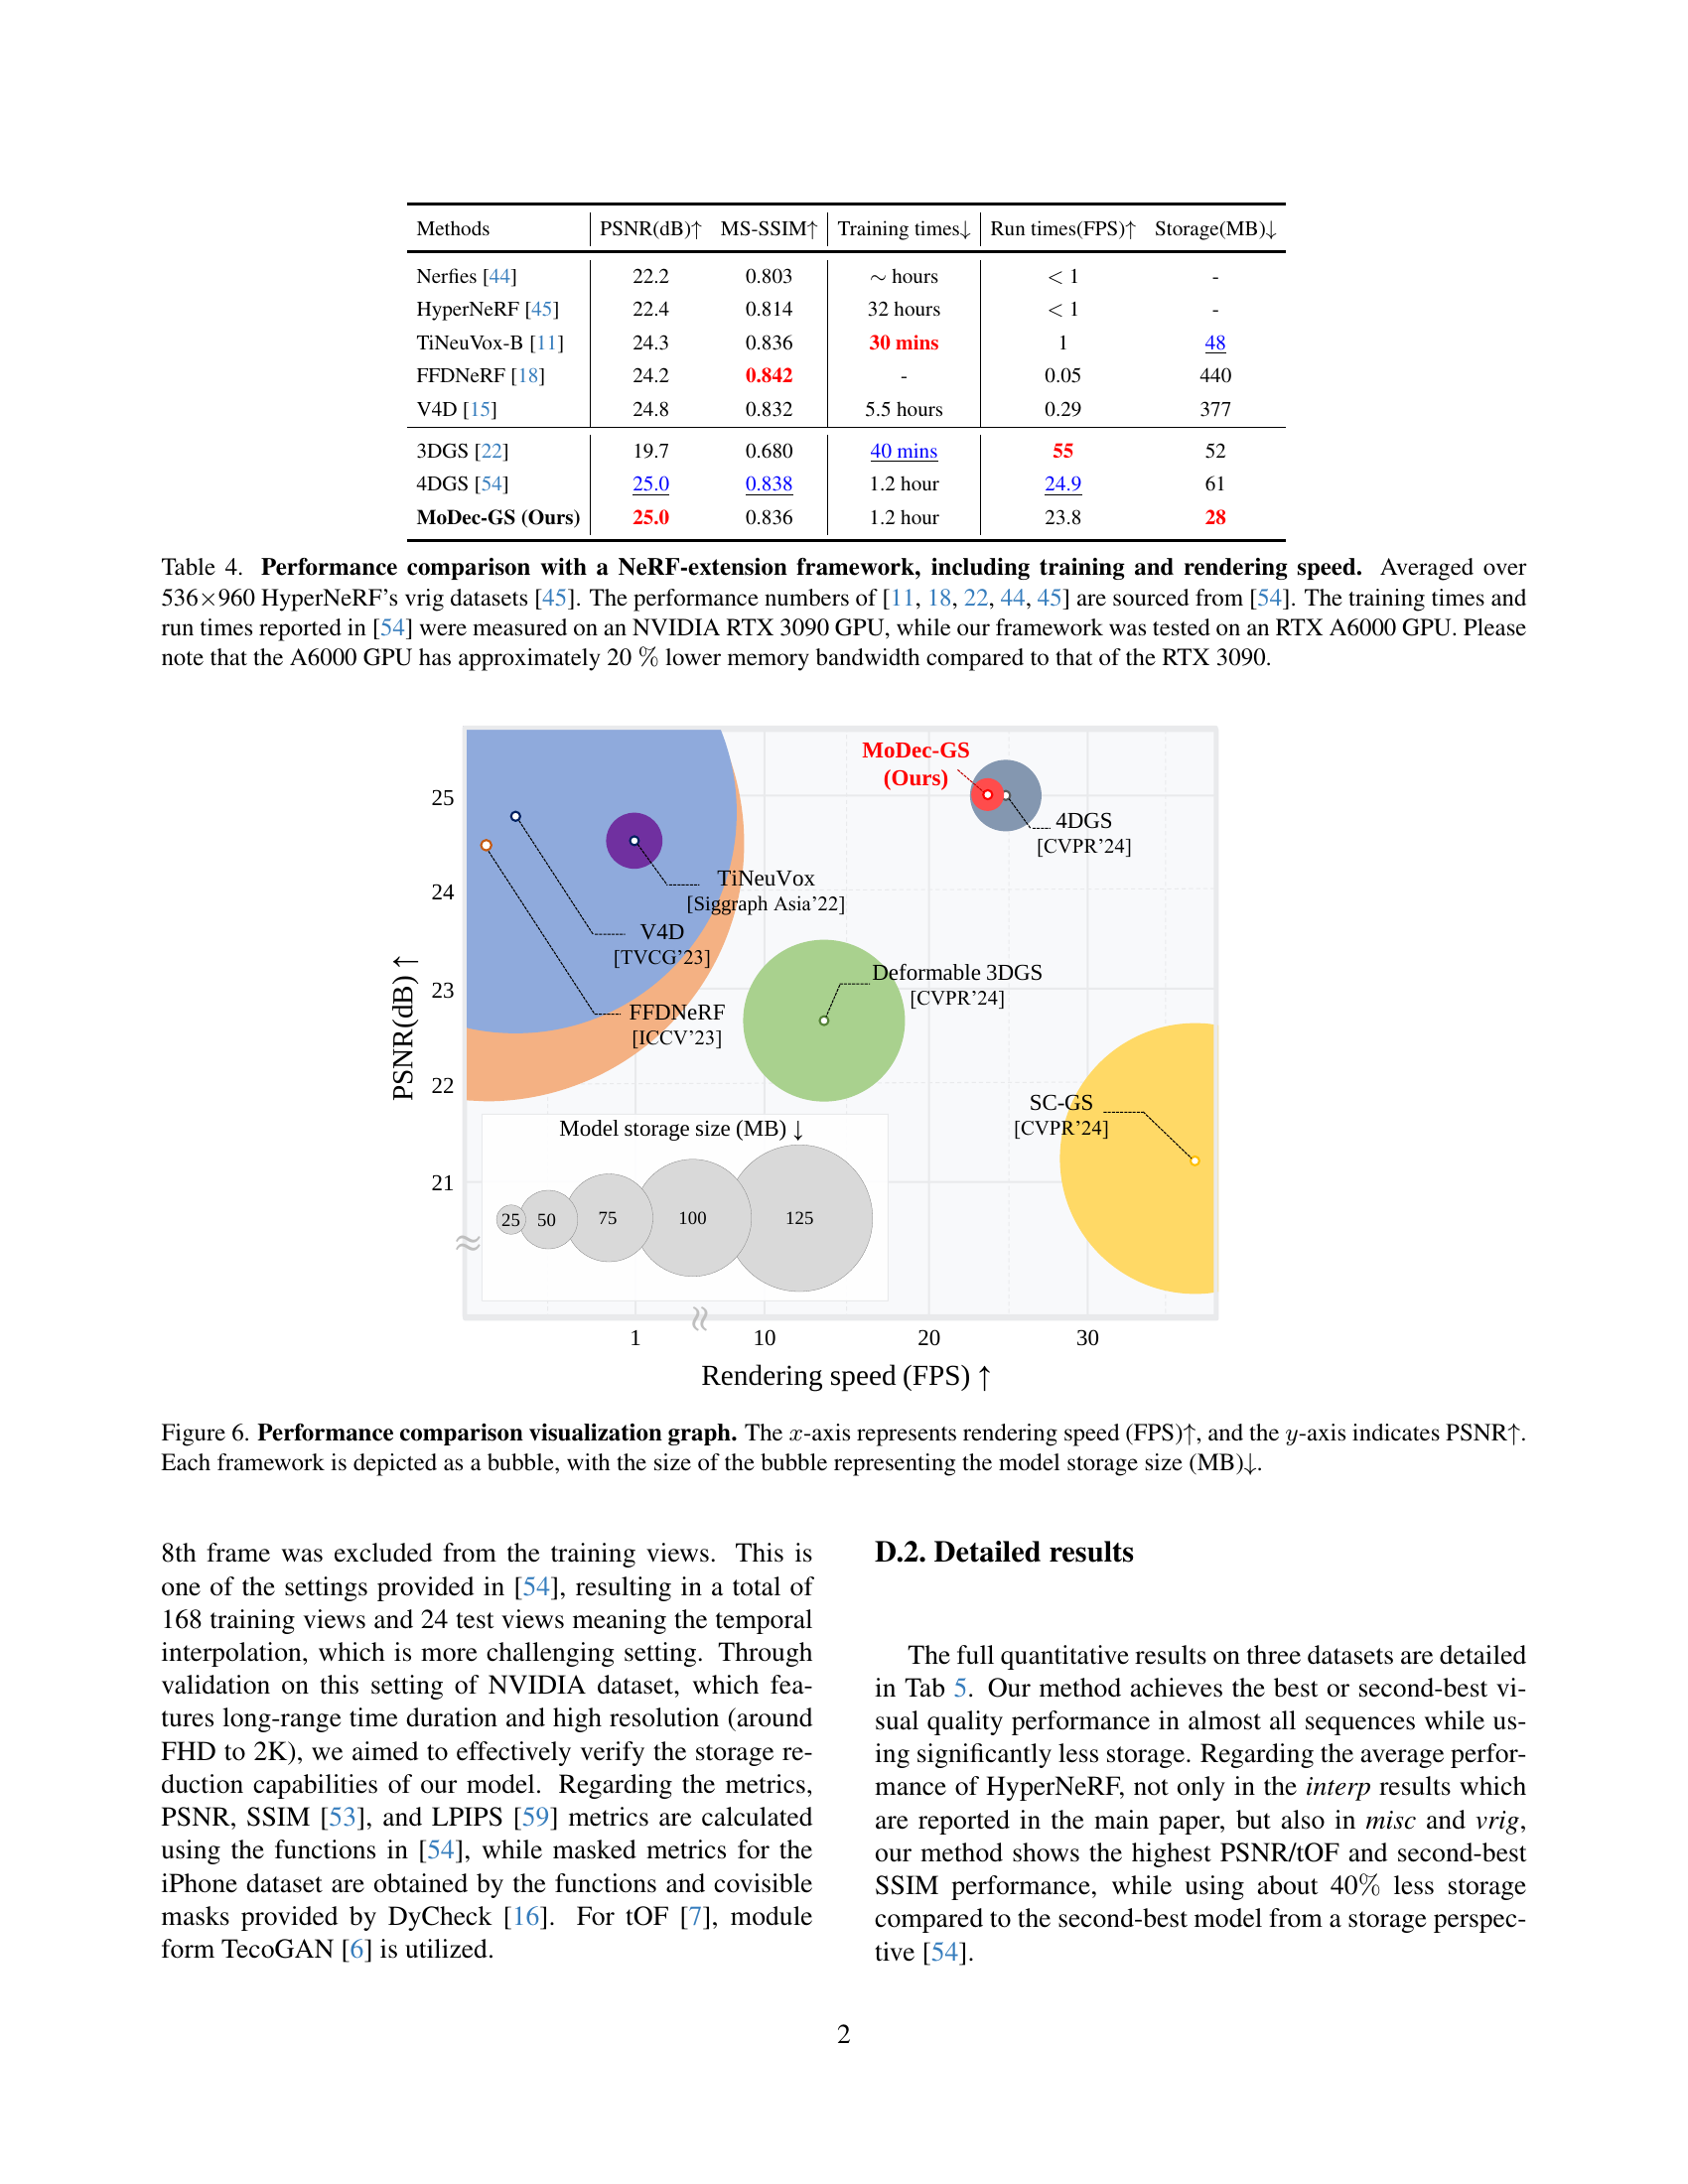 Methods PSNR(dB)↑ MS-SSIM↑ Training times↓ Run times(FPS)↑ Storage(MB)↓
Nerfies [44] 22.2 0.803 ∼ hours < 1 -
HyperNeRF [45] 22.4 0.814 32 hours < 1 -
TiNeuVox-B [11] 24.3 0.836 30 mins 1 48
FFDNeRF [18] 24.2 0.842 - 0.05 440
V4D [15] 24.8 0.832 5.5 hours 0.29 377
3DGS [22] 19.7 0.680 40 mins 55 52
4DGS [54] 25.0 0.838 1.2 hour 24.9 61
MoDec-GS (Ours) 25.0 0.836 1.2 hour 23.8 28
Table 4. Performance comparison with a NeRF-extension framework, including training and rendering speed. Averaged over
536×960 HyperNeRF's vrig datasets [45]. The performance numbers of [11, 18, 22, 44, 45] are sourced from [54]. The training times and
run times reported in [54] were measured on an NVIDIA RTX 3090 GPU, while our framework was tested on an RTX A6000 GPU. Please
note that the A6000 GPU has approximately 20 % lower memory bandwidth compared to that of the RTX 3090.
MoDec-GS
(Ours)
25
4DGS
[CVPR'24]
24
TiNeuVox
[Siggraph Asia'22]
V4D
[TVCG'23]
PSNR(dB) ↑
23
Deformable 3DGS
[CVPR'24]
FFDNeRF
[ICCV'23]
22
SC-GS
[CVPR'24]
Model storage size (MB) ↓
21
25 50 75 100 125
≈
≈
1 10 20 30
Rendering speed (FPS) ↑
Figure 6. Performance comparison visualization graph. The x-axis represents rendering speed (FPS)↑, and the y-axis indicates PSNR↑.
Each framework is depicted as a bubble, with the size of the bubble representing the model storage size (MB)↓.
8th frame was excluded from the training views. This is
one of the settings provided in [54], resulting in a total of
168 training views and 24 test views meaning the temporal
interpolation, which is more challenging setting. Through
validation on this setting of NVIDIA dataset, which fea-
tures long-range time duration and high resolution (around
FHD to 2K), we aimed to effectively verify the storage re-
duction capabilities of our model. Regarding the metrics,
PSNR, SSIM [53], and LPIPS [59] metrics are calculated
using the functions in [54], while masked metrics for the
iPhone dataset are obtained by the functions and covisible
masks provided by DyCheck [16]. For tOF [7], module
form TecoGAN [6] is utilized.
D.2. Detailed results
The full quantitative results on three datasets are detailed
in Tab 5. Our method achieves the best or second-best vi-
sual quality performance in almost all sequences while us-
ing significantly less storage. Regarding the average perfor-
mance of HyperNeRF, not only in the interp results which
are reported in the main paper, but also in misc and vrig,
our method shows the highest PSNR/tOF and second-best
SSIM performance, while using about 40% less storage
compared to the second-best model from a storage perspec-
tive [54].
2